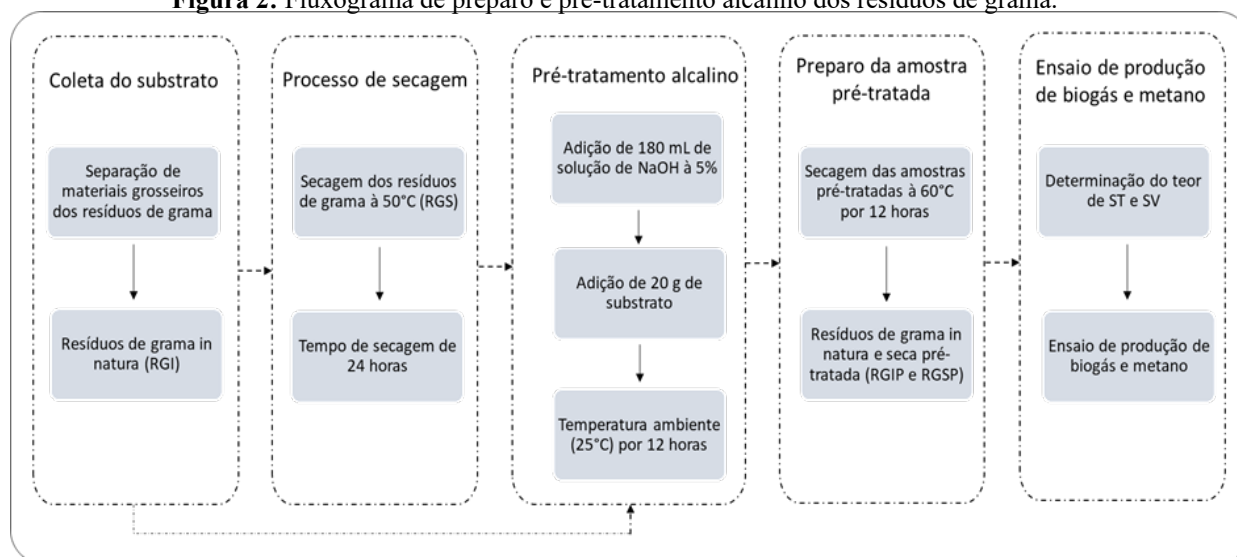 Figura 2: Fluxograma de preparo e pré-tratamento alcalino dos resíduos de grama.
Coleta do substrato
Separação de
materiais grosseiros
dos resíduos de grama
Resíduos de grama in
natura (RGI)
Processo de secagem
Secagem dos resíduos
de grama à 50°C (RGS)
Tempo de secagem de
24 horas
Pré-tratamento alcalino
Adição de 180 mL de
solução de NaOH à 5%
Adição de 20 g de
substrato
Temperatura ambiente
(25°C) por 12 horas
Preparo da amostra
pré-tratada
Secagem das amostras
pré-tratadas à 60°C
por 12 horas
Resíduos de grama in
natura e seca pré-
tratada (RGIP e RGSP)
Ensaio de produção
de biogás e metano
Determinação do teor
de ST e SV
Ensaio de produção de
biogás e metano